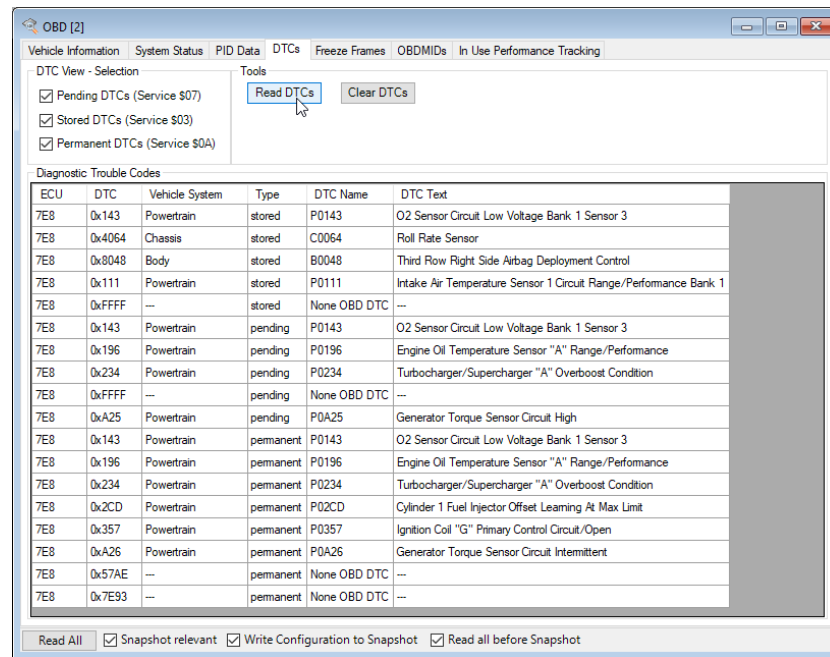 OBD [2]
Vehicle Information System Status PID Data DTCs Freeze Frames OBDMIDs In Use Performance Tracking
DTC View - Selection
Pending DTCs (Service $07)
Stored DTCs (Service $03)
Permanent DTCs (Service $0A)
Tools
Read DTCs Clear DTCs
Diagnostic Trouble Codes
ECU DTC Vehicle System Type DTC Name DTC Text
7E8 0x143 Powertrain stored P0143 O2 Sensor Circuit Low Voltage Bank 1 Sensor 3
7E8 0x4064 Chassis stored C0064 Roll Rate Sensor
7E8 0x8048 Body stored B0048 Third Row Right Side Airbag Deployment Control
7E8 0x111 Powertrain stored P0111 Intake Air Temperature Sensor 1 Circuit Range/Performance Bank 1
7E8 0xFFFF --- stored None OBD DTC ---
7E8 0x143 Powertrain pending P0143 O2 Sensor Circuit Low Voltage Bank 1 Sensor 3
7E8 0x196 Powertrain pending P0196 Engine Oil Temperature Sensor "A" Range/Performance
7E8 0x234 Powertrain pending P0234 Turbocharger/Supercharger "A" Overboost Condition
7E8 0xFFFF --- pending None OBD DTC ---
7E8 0xA25 Powertrain pending P0A25 Generator Torque Sensor Circuit High
7E8 0x143 Powertrain permanent P0143 O2 Sensor Circuit Low Voltage Bank 1 Sensor 3
7E8 0x196 Powertrain permanent P0196 Engine Oil Temperature Sensor "A" Range/Performance
7E8 0x234 Powertrain permanent P0234 Turbocharger/Supercharger "A" Overboost Condition
7E8 0x2CD Powertrain permanent P02CD Cylinder 1 Fuel Injector Offset Learning At Max Limit
7E8 0x357 Powertrain permanent P0357 Ignition Coil "G" Primary Control Circuit/Open
7E8 0xA26 Powertrain permanent P0A26 Generator Torque Sensor Circuit Intermittent
7E8 0x57AE --- permanent None OBD DTC ---
7E8 0x7E93 --- permanent None OBD DTC ---
Read All Snapshot relevant Write Configuration to Snapshot Read all before Snapshot